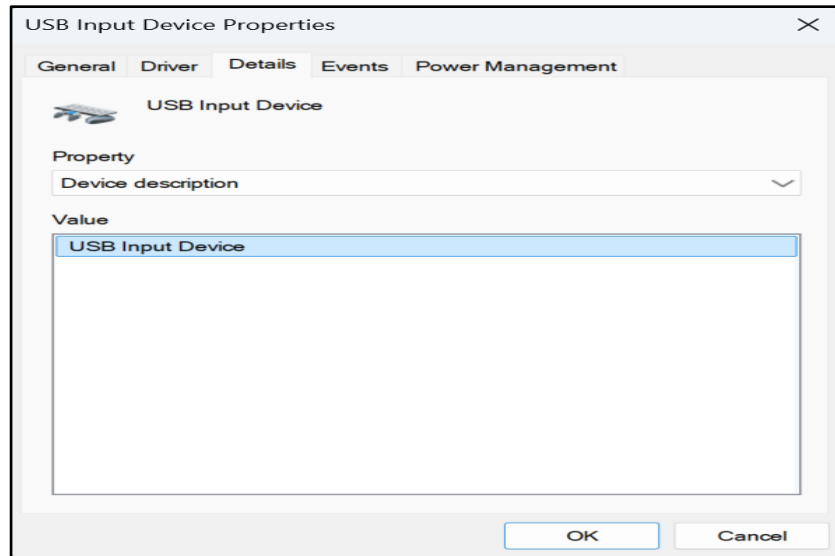 USB Input Device Properties
General Driver Details Events Power Management
USB Input Device
Property
Device description
Value
USB Input Device
OK Cancel